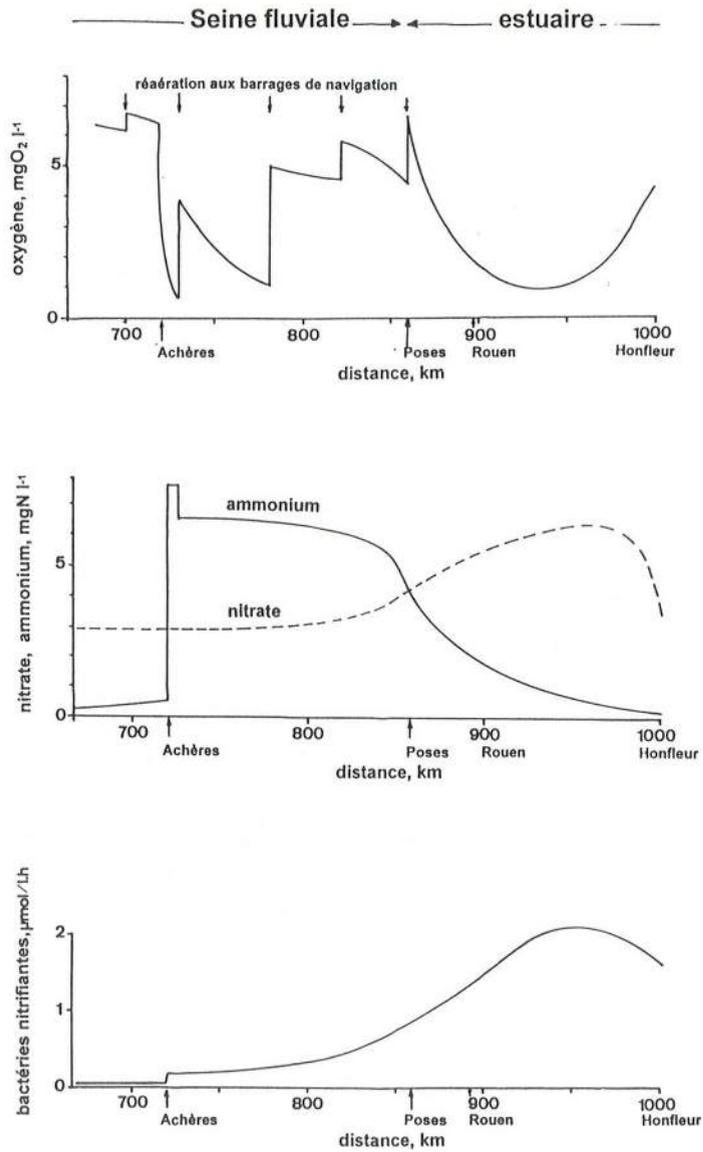 Seine fluviale estuaire
réaération aux barrages de navigation
oxygène, mgO2 l-1
5
0
700 800 900 1000
Achères Poses Rouen Honfleur
distance, km
nitrate, ammonium, mgN l-1
ammonium
5
nitrate
0
700 800 900 1000
Achères Poses Rouen Honfleur
distance, km
bactéries nitrifiantes,µmol/Lh
2
1
0
700 800 900 1000
Achères Poses Rouen Honfleur
distance, km